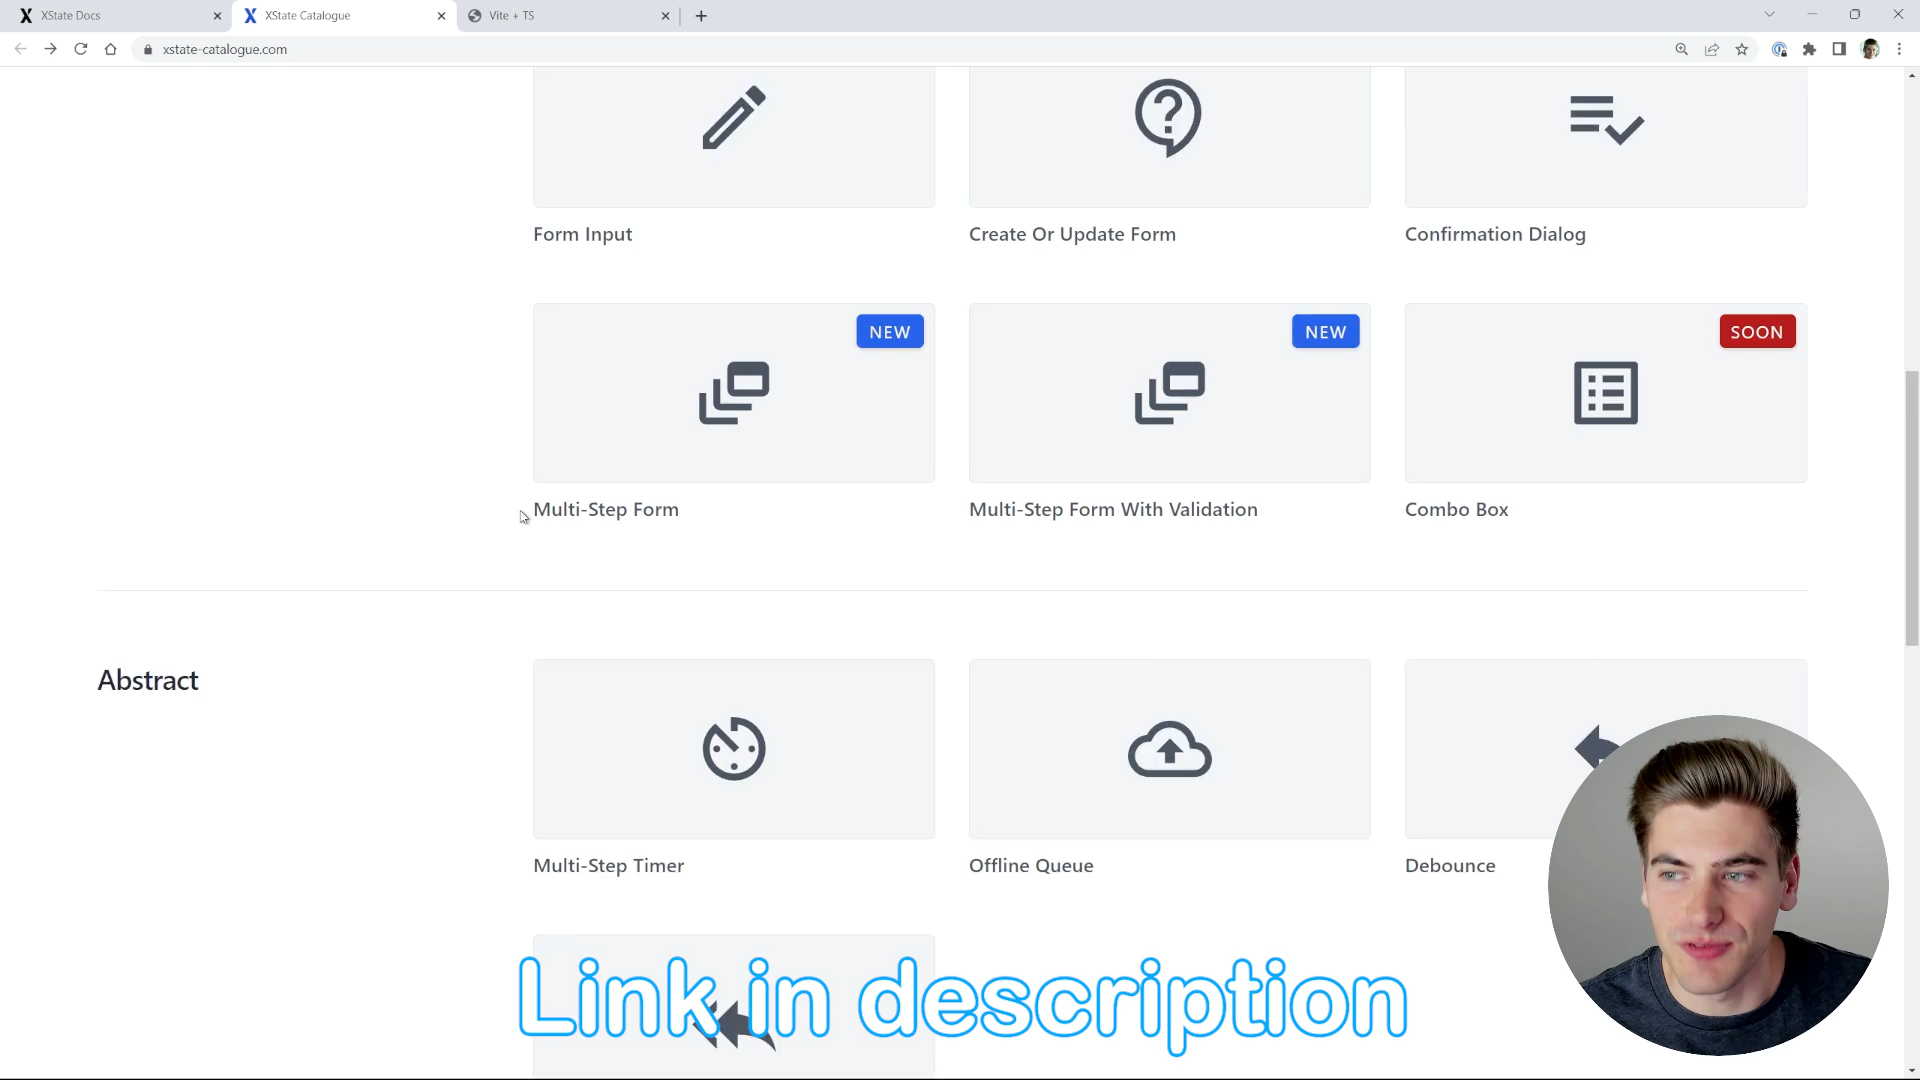 XState Docs
XState Catalogue
Vite + TS
xstate-catalogue.com
Form Input
Create Or Update Form
Confirmation Dialog
NEW
NEW
SOON
Multi-Step Form
Multi-Step Form With Validation
Combo Box
Abstract
Multi-Step Timer
Offline Queue
Debounce
Link in description